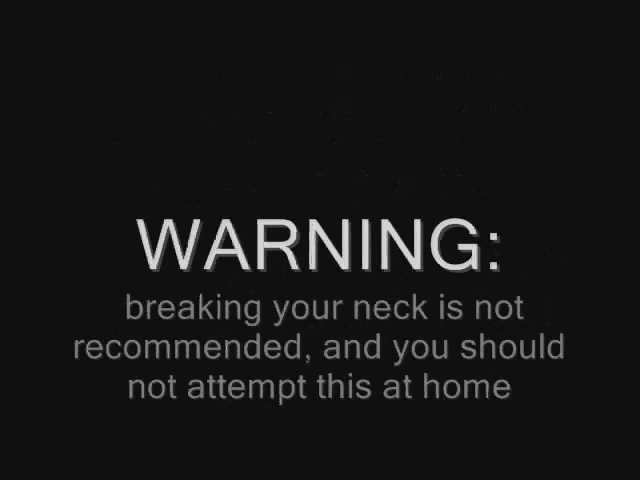 WARNING:
breaking your neck is not
recommended, and you should
not attempt this at home